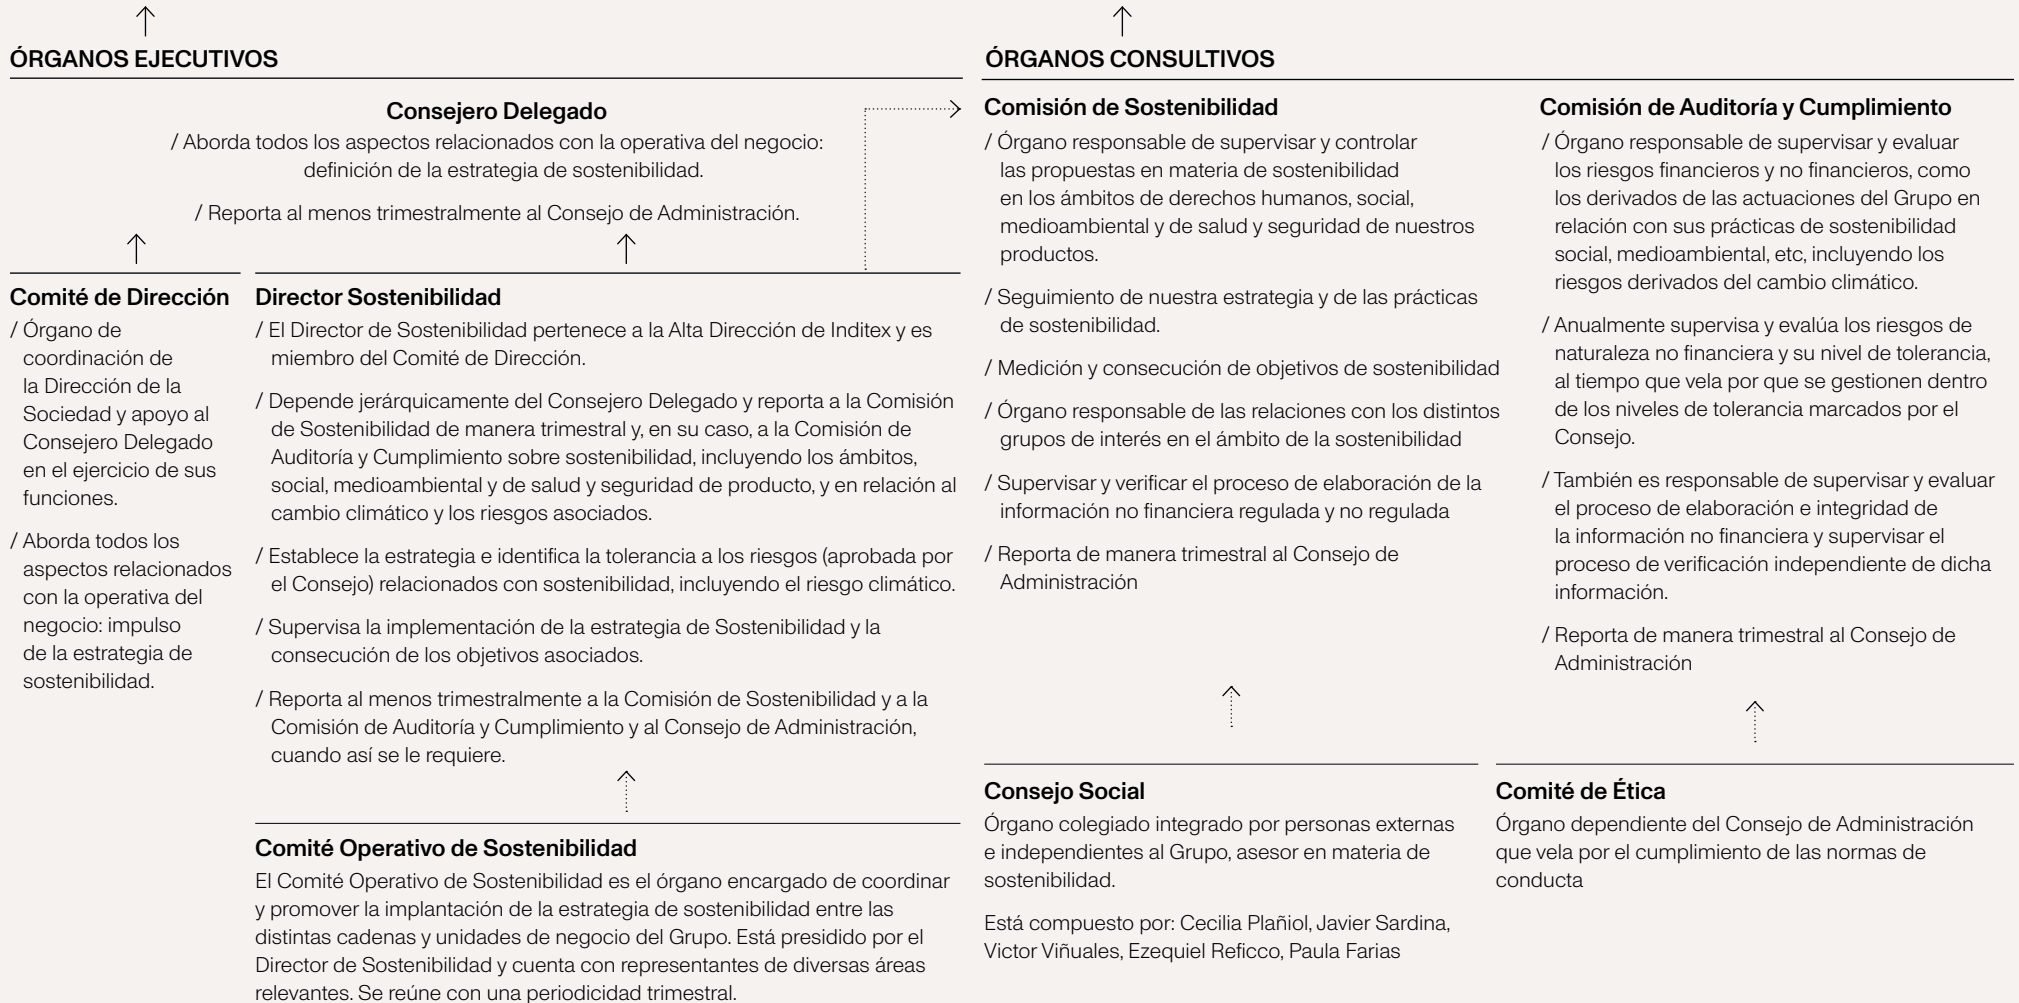 ÓRGANOS EJECUTIVOS
Consejero Delegado
/ Aborda todos los aspectos relacionados con la operativa del negocio:
definición de la estrategia de sostenibilidad.
/ Reporta al menos trimestralmente al Consejo de Administración.
Comité de Dirección
/ Órgano de
coordinación de
la Dirección de la
Sociedad y apoyo al
Consejero Delegado
en el ejercicio de sus
funciones.
/ Aborda todos los
aspectos relacionados
con la operativa del
negocio: impulso
de la estrategia de
sostenibilidad.
Director Sostenibilidad
/ El Director de Sostenibilidad pertenece a la Alta Dirección de Inditex y es
miembro del Comité de Dirección.
/ Depende jerárquicamente del Consejero Delegado y reporta a la Comisión
de Sostenibilidad de manera trimestral y, en su caso, a la Comisión de
Auditoría y Cumplimiento sobre sostenibilidad, incluyendo los ámbitos,
social, medioambiental y de salud y seguridad de producto, y en relación al
cambio climático y los riesgos asociados.
/ Establece la estrategia e identifica la tolerancia a los riesgos (aprobada por
el Consejo) relacionados con sostenibilidad, incluyendo el riesgo climático.
/ Supervisa la implementación de la estrategia de Sostenibilidad y la
consecución de los objetivos asociados.
/ Reporta al menos trimestralmente a la Comisión de Sostenibilidad y a la
Comisión de Auditoría y Cumplimiento y al Consejo de Administración,
cuando así se le requiere.
Comité Operativo de Sostenibilidad
El Comité Operativo de Sostenibilidad es el órgano encargado de coordinar
y promover la implantación de la estrategia de sostenibilidad entre las
distintas cadenas y unidades de negocio del Grupo. Está presidido por el
Director de Sostenibilidad y cuenta con representantes de diversas áreas
relevantes. Se reúne con una periodicidad trimestral.
ÓRGANOS CONSULTIVOS
Comisión de Sostenibilidad
/ Órgano responsable de supervisar y controlar
las propuestas en materia de sostenibilidad
en los ámbitos de derechos humanos, social,
medioambiental y de salud y seguridad de nuestros
productos.
/ Seguimiento de nuestra estrategia y de las prácticas
de sostenibilidad.
/ Medición y consecución de objetivos de sostenibilidad
/ Órgano responsable de las relaciones con los distintos
grupos de interés en el ámbito de la sostenibilidad
/ Supervisar y verificar el proceso de elaboración de la
información no financiera regulada y no regulada
/ Reporta de manera trimestral al Consejo de
Administración
Consejo Social
Órgano colegiado integrado por personas externas
e independientes al Grupo, asesor en materia de
sostenibilidad.
Está compuesto por: Cecilia Plañiol, Javier Sardina,
Victor Viñuales, Ezequiel Reficco, Paula Farias
Comisión de Auditoría y Cumplimiento
/ Órgano responsable de supervisar y evaluar
los riesgos financieros y no financieros, como
los derivados de las actuaciones del Grupo en
relación con sus prácticas de sostenibilidad
social, medioambiental, etc, incluyendo los
riesgos derivados del cambio climático.
/ Anualmente supervisa y evalúa los riesgos de
naturaleza no financiera y su nivel de tolerancia,
al tiempo que vela por que se gestionen dentro
de los niveles de tolerancia marcados por el
Consejo.
/ También es responsable de supervisar y evaluar
el proceso de elaboración e integridad de
la información no financiera y supervisar el
proceso de verificación independiente de dicha
información.
/ Reporta de manera trimestral al Consejo de
Administración
Comité de Ética
Órgano dependiente del Consejo de Administración
que vela por el cumplimiento de las normas de
conducta